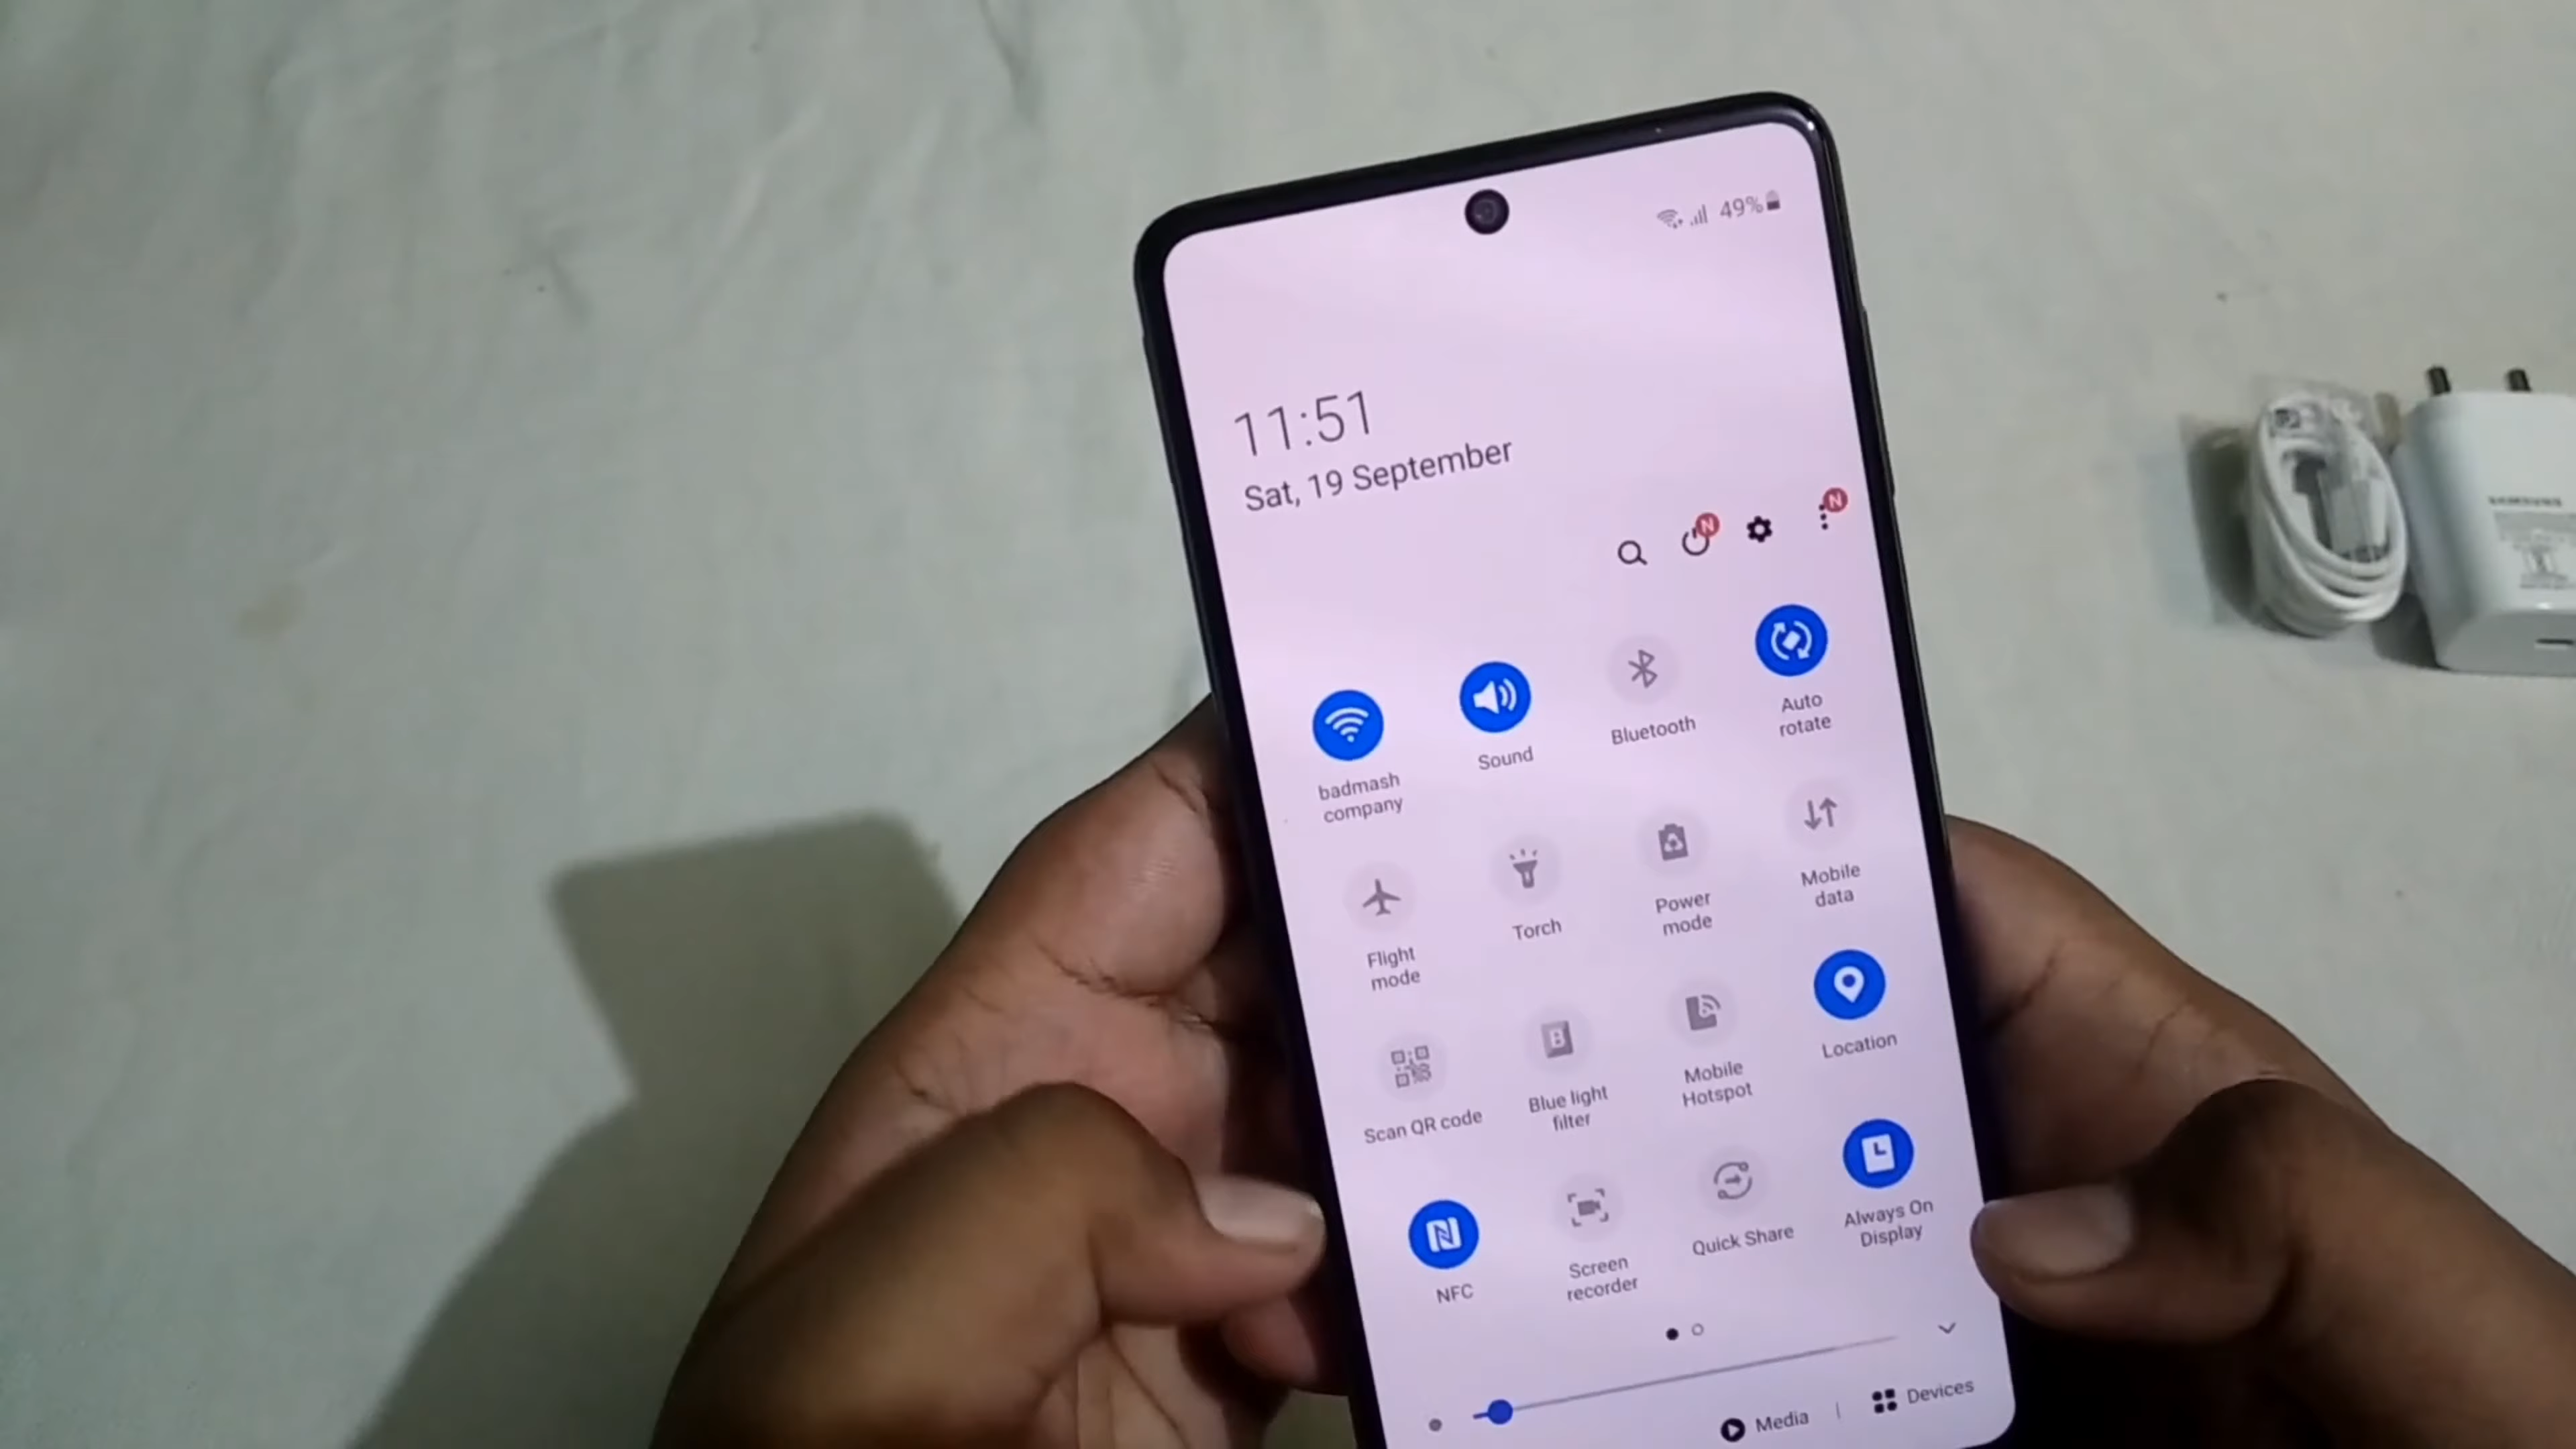 49%
11:51
Sat, 19 September
N
N
badmash
company
Sound
Bluetooth
Auto
rotate
Flight
mode
Torch
Power
mode
Mobile
data
Scan QR code
B
Blue light
filter
Mobile
Hotspot
Location
NFC
Screen
recorder
Quick Share
Always On
Display
Media
Devices
SAMSUNG